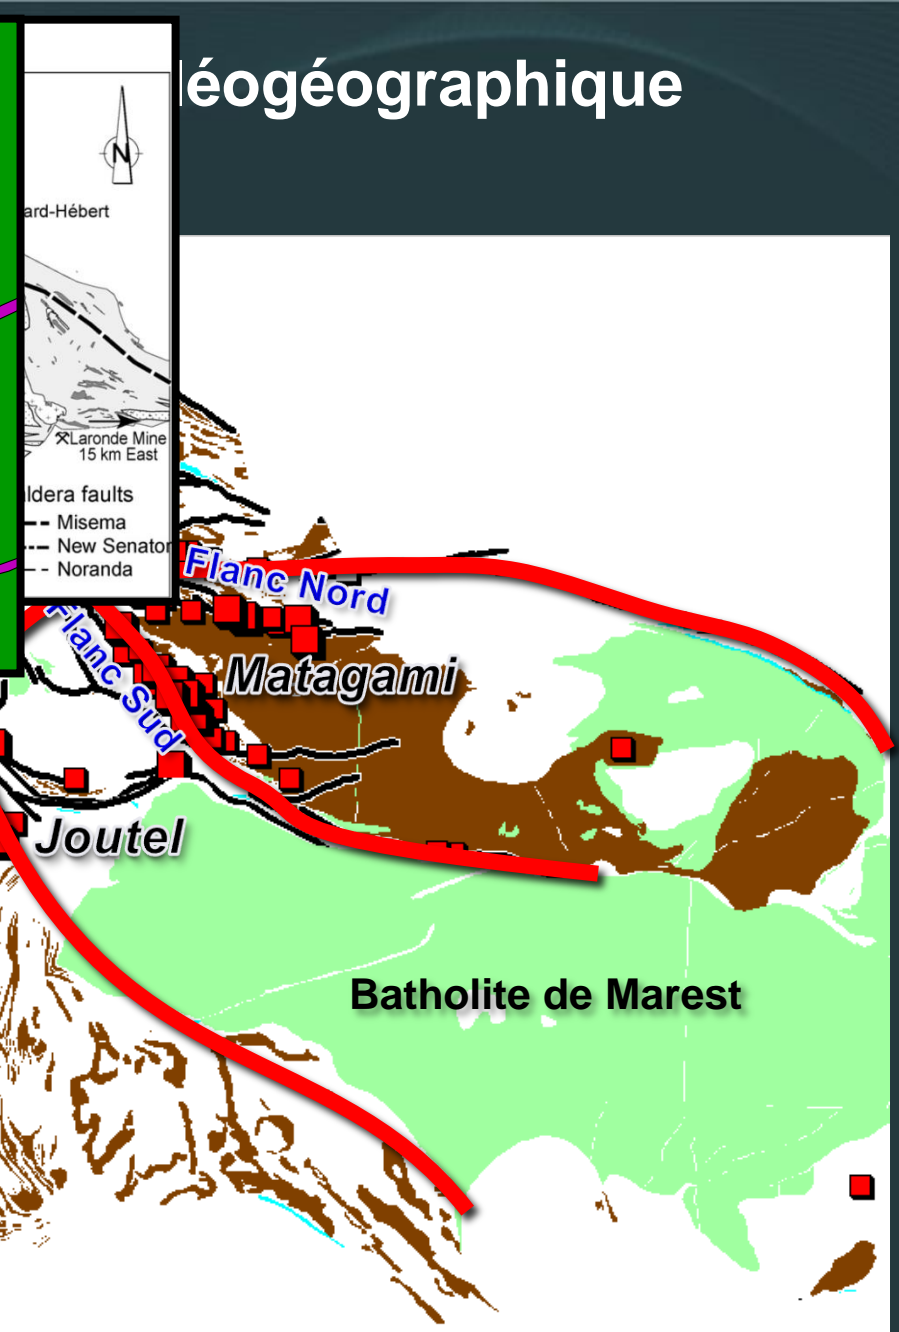 léogéographique
N
ard-Hébert
Laronde Mine
15 km East
ldera faults
Misema
New Senator
Noranda
Flanc Nord
Flanc Sud
Matagami
Joutel
Batholite de Marest